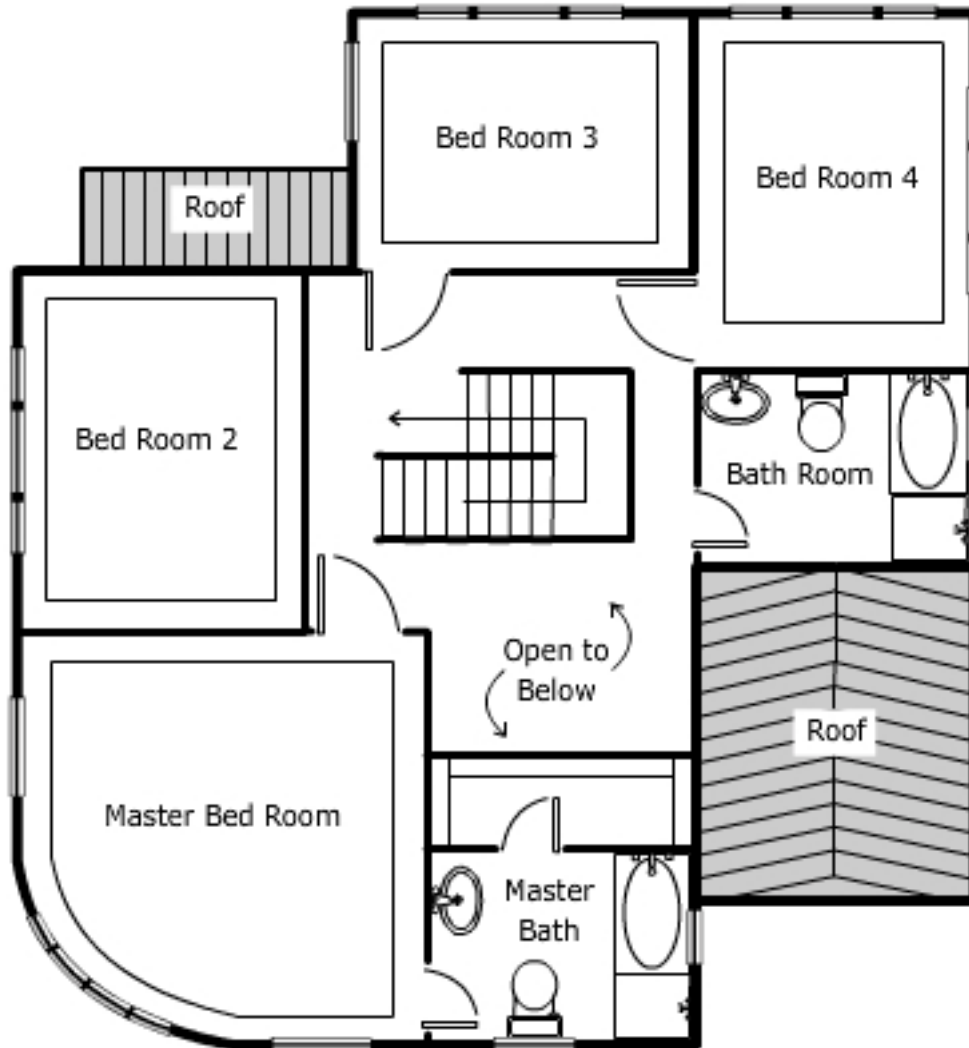 Bed Room 3
Bed Room 4
Roof
Bed Room 2
Bath Room
Open to
Below
Roof
Master Bed Room
Master
Bath